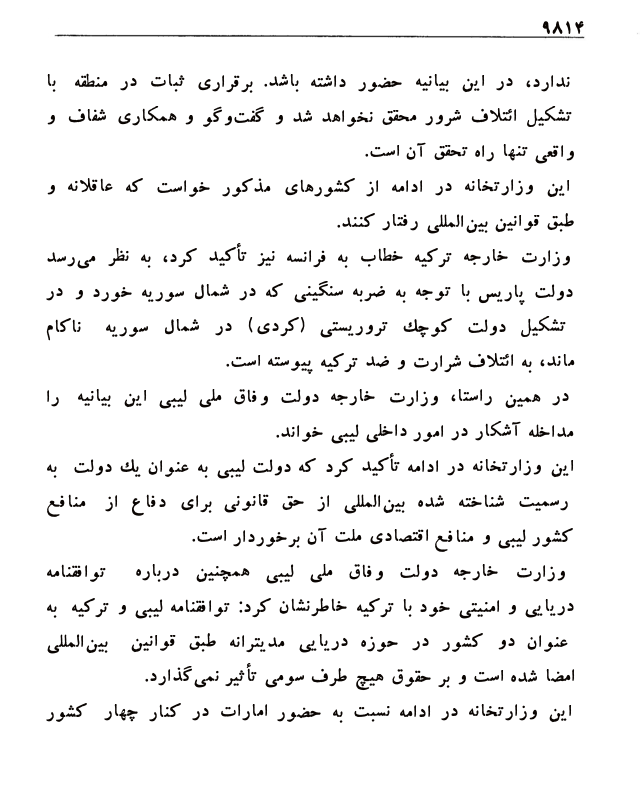 ۹۸۱۴
ندارد، در این بیانیه حضور داشته باشد. برقراری ثبات در منطقه با
تشکیل ائتلاف شرور محقق نخواهد شد و گفت‌وگو و همکاری شفاف و
واقعی تنها راه تحقق آن است.
این وزارتخانه در ادامه از کشورهای مذکور خواست که عاقلانه و
طبق قوانین بین‌المللی رفتار کنند.
وزارت خارجه ترکیه خطاب به فرانسه نیز تأکید کرد، به نظر می‌رسد
دولت پاریس با توجه به ضربه سنگینی که در شمال سوریه خورد و در
تشکیل دولت کوچك تروریستی (کردی) در شمال سوریه ناکام
ماند، به ائتلاف شرارت و ضد ترکیه پیوسته است.
در همین راستا، وزارت خارجه دولت وفاق ملی لیبی این بیانیه را
مداخله آشکار در امور داخلی لیبی خواند.
این وزارتخانه در ادامه تأکید کرد که دولت لیبی به عنوان یك دولت به
رسمیت شناخته شده بین‌المللی از حق قانونی برای دفاع از منافع
کشور لیبی و منافع اقتصادی ملت آن برخوردار است.
وزارت خارجه دولت وفاق ملی لیبی همچنین درباره توافقنامه
دریایی و امنیتی خود با ترکیه خاطرنشان کرد: توافقنامه لیبی و ترکیه به
عنوان دو کشور در حوزه دریایی مدیترانه طبق قوانین بین‌المللی
امضا شده است و بر حقوق هیچ طرف سومی تأثیر نمی‌گذارد.
این وزارتخانه در ادامه نسبت به حضور امارات در کنار چهار کشور